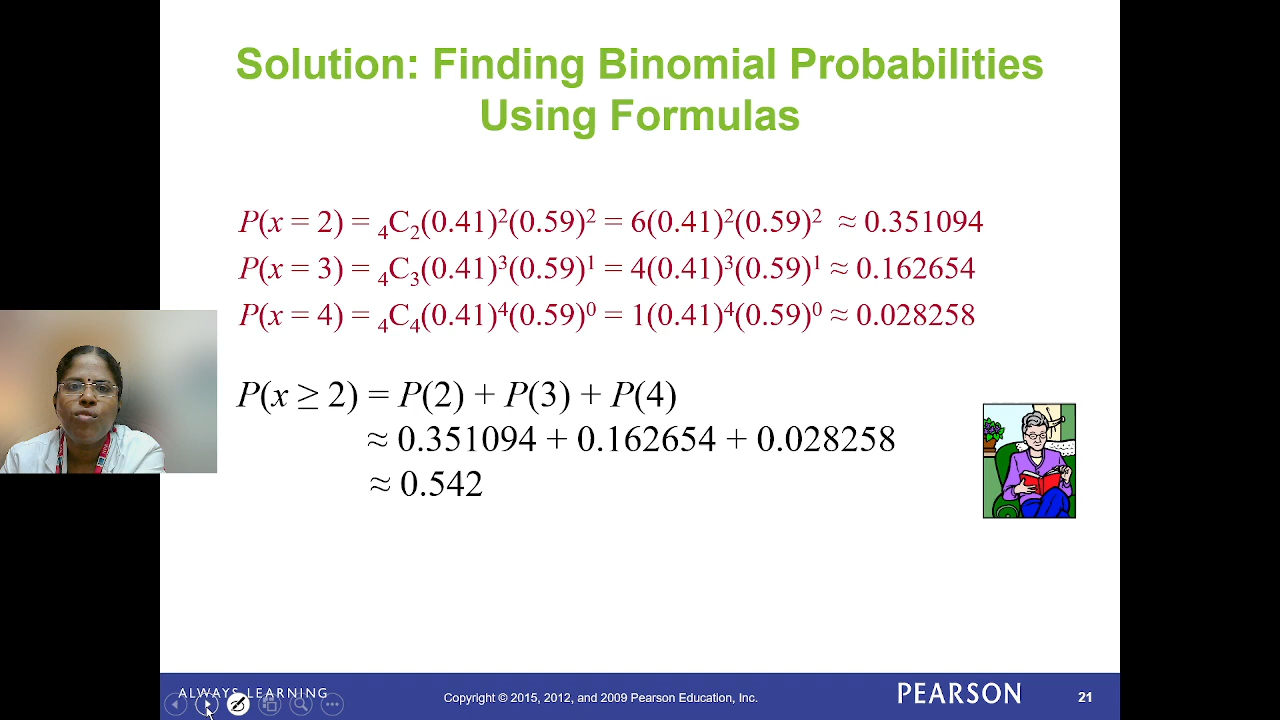 Solution: Finding Binomial Probabilities
Using Formulas
P(x = 2) = ₄C₂(0.41)²(0.59)² = 6(0.41)²(0.59)² ≈ 0.351094
P(x = 3) = ₄C₃(0.41)³(0.59)¹ = 4(0.41)³(0.59)¹ ≈ 0.162654
P(x = 4) = ₄C₄(0.41)⁴(0.59)⁰ = 1(0.41)⁴(0.59)⁰ ≈ 0.028258
P(x ≥ 2) = P(2) + P(3) + P(4)
≈ 0.351094 + 0.162654 + 0.028258
≈ 0.542
ALWAYS LEARNING
Copyright © 2015, 2012, and 2009 Pearson Education, Inc.
PEARSON
21